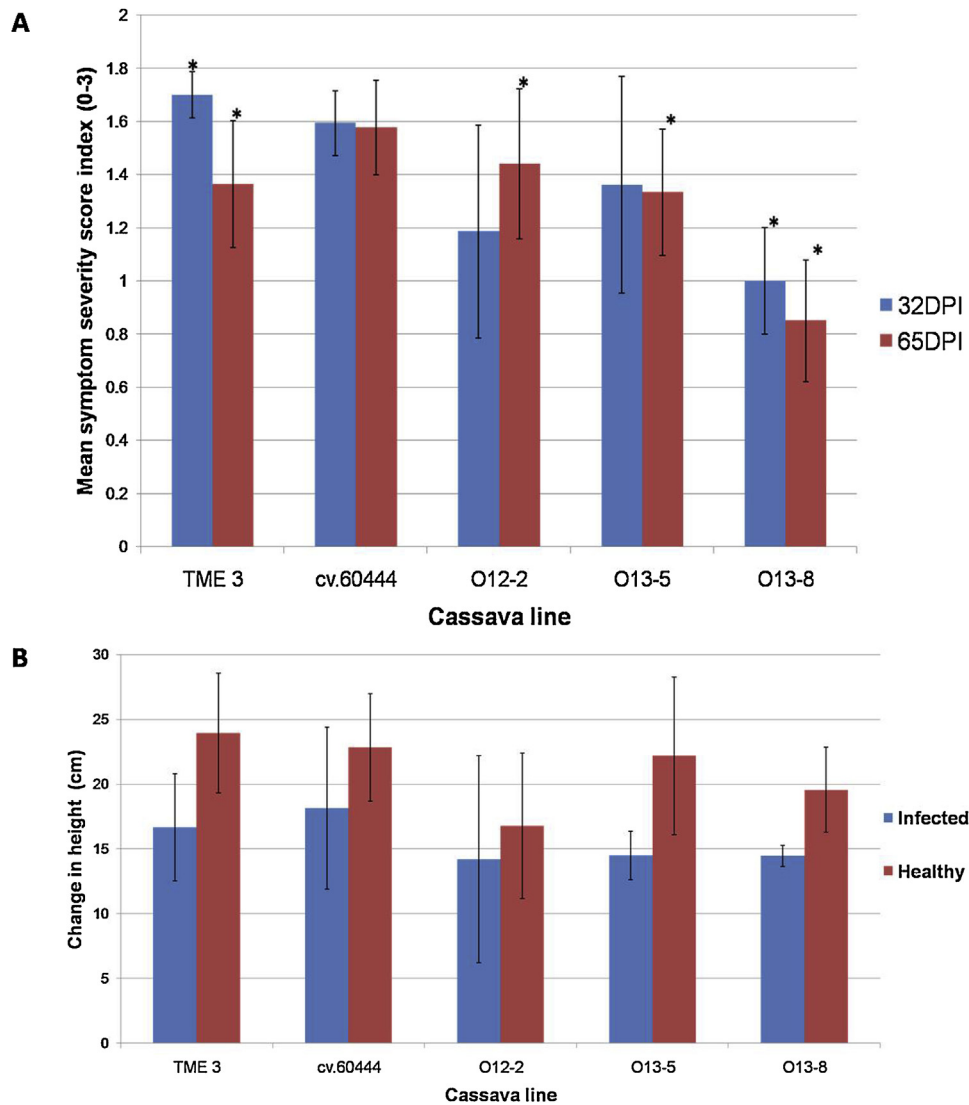 A
Mean symptom severity score index (0-3)
2
1.8
1.6
1.4
1.2
1
0.8
0.6
0.4
0.2
0
* * * * * *
TME 3 cv.60444 O12-2 O13-5 O13-8
Cassava line
32DPI
65DPI
B
Change in height (cm)
30
25
20
15
10
5
0
TME 3 cv.60444 O12-2 O13-5 O13-8
Cassava line
Infected
Healthy